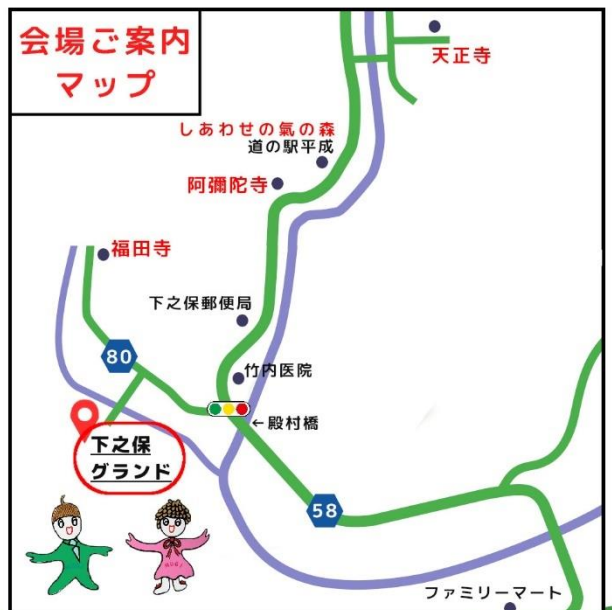 会場ご案内
マップ
天正寺
しあわせの氣の森
道の駅平成
阿彌陀寺
福田寺
下之保郵便局
80
竹内医院
←殿村橋
下之保
グランド
58
ファミリーマート